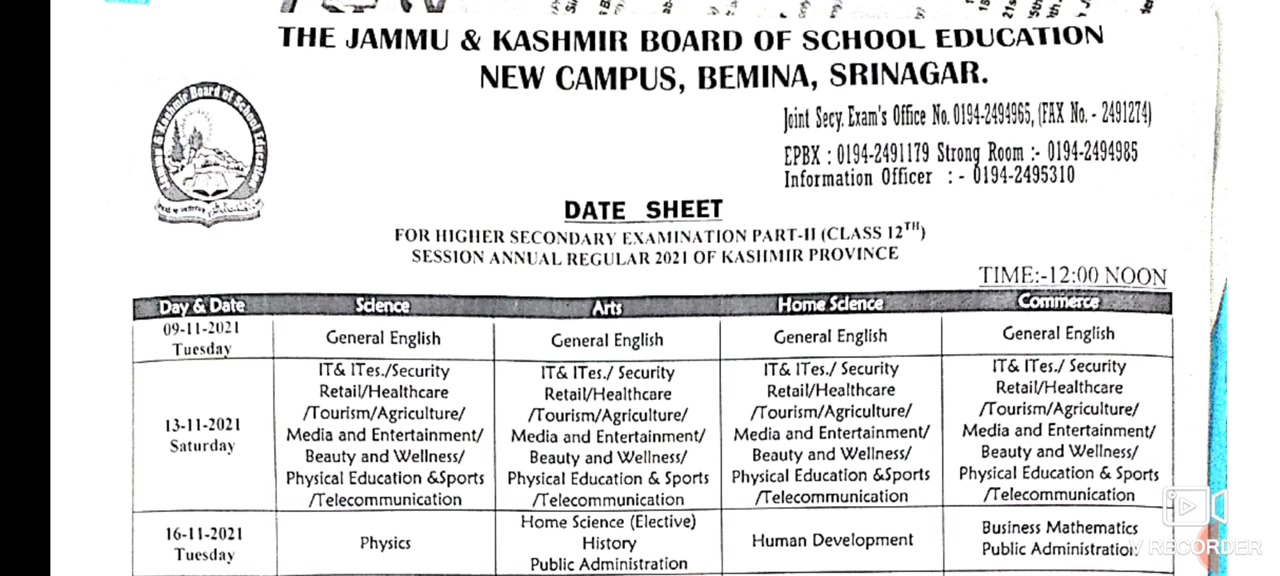 THE JAMMU & KASHMIR BOARD OF SCHOOL EDUCATION
NEW CAMPUS, BEMINA, SRINAGAR.
Joint Secy. Exam's Office No. 0194-2494965, (FAX No. - 2491274)
EPBX : 0194-2491179 Strong Room :- 0194-2494985
Information Officer : - 0194-2495310
DATE SHEET
FOR HIGHER SECONDARY EXAMINATION PART-II (CLASS 12TH)
SESSION ANNUAL REGULAR 2021 OF KASHMIR PROVINCE
TIME:-12:00 NOON
Day & Date Science Arts Home Science Commerce
09-11-2021
Tuesday
General English
General English
General English
General English
13-11-2021
Saturday
IT& ITes./Security
Retail/Healthcare
/Tourism/Agriculture/
Media and Entertainment/
Beauty and Wellness/
Physical Education &Sports
/Telecommunication
IT& ITes./ Security
Retail/Healthcare
/Tourism/Agriculture/
Media and Entertainment/
Beauty and Wellness/
Physical Education & Sports
/Telecommunication
IT& ITes./ Security
Retail/Healthcare
/Tourism/Agriculture/
Media and Entertainment/
Beauty and Wellness/
Physical Education &Sports
/Telecommunication
IT& ITes./ Security
Retail/Healthcare
/Tourism/Agriculture/
Media and Entertainment/
Beauty and Wellness/
Physical Education & Sports
/Telecommunication
16-11-2021
Tuesday
Physics
Home Science (Elective)
History
Public Administration
Human Development
Business Mathematics
Public Administration
V RECORDER